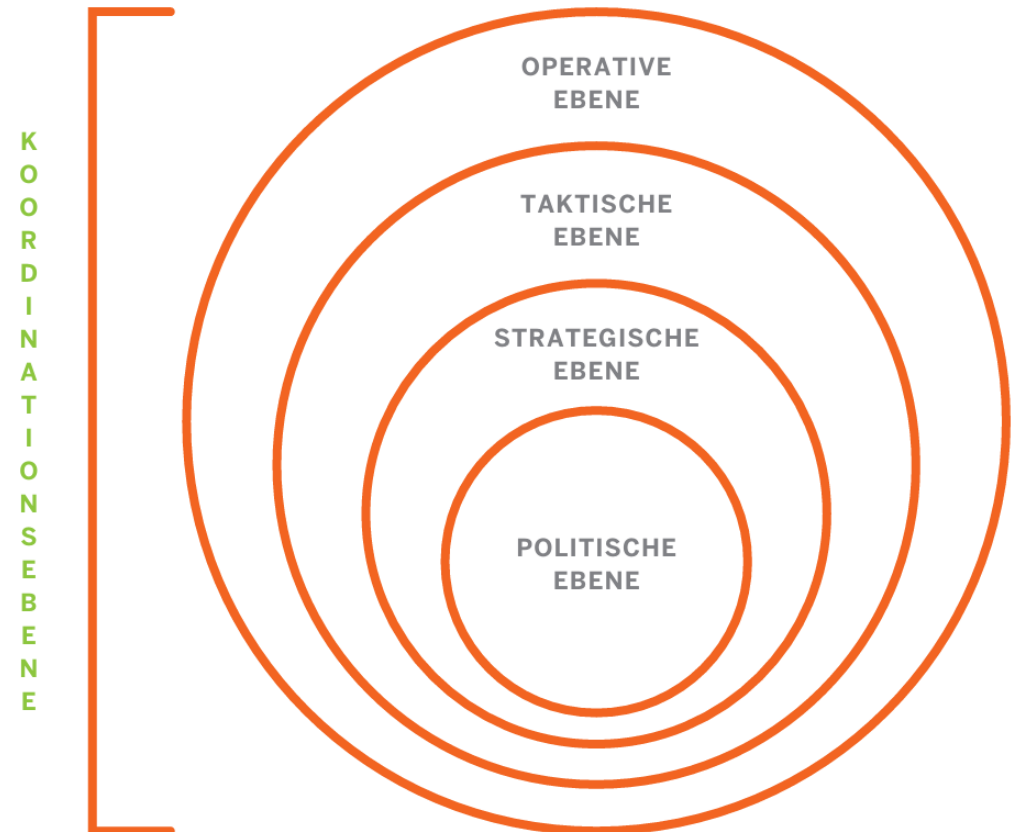 KOORDINATIONSEBENE
OPERATIVE
EBENE
TAKTISCHE
EBENE
STRATEGISCHE
EBENE
POLITISCHE
EBENE